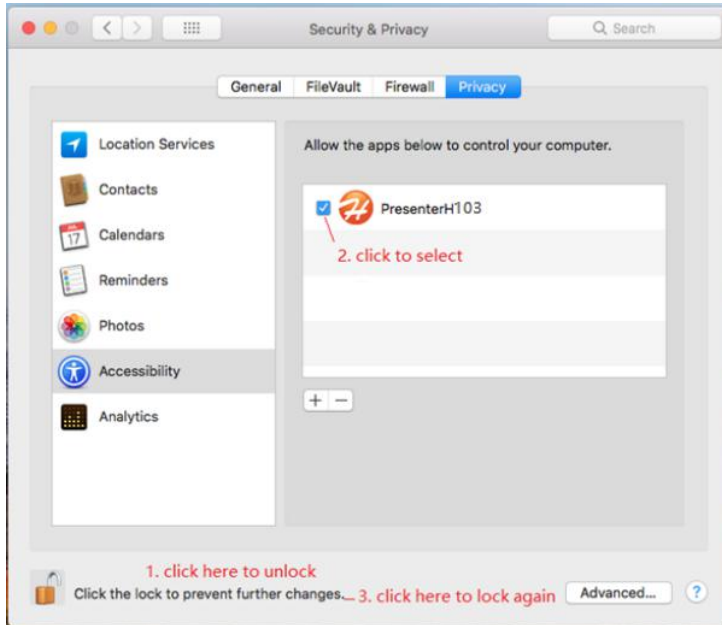 Security & Privacy
Search
General
FileVault
Firewall
Privacy
Location Services
Contacts
17
Calendars
Reminders
Photos
Accessibility
Analytics
Allow the apps below to control your computer.
PresenterH103
2. click to select
+ −
1. click here to unlock
Click the lock to prevent further changes.
3. click here to lock again
Advanced...
?